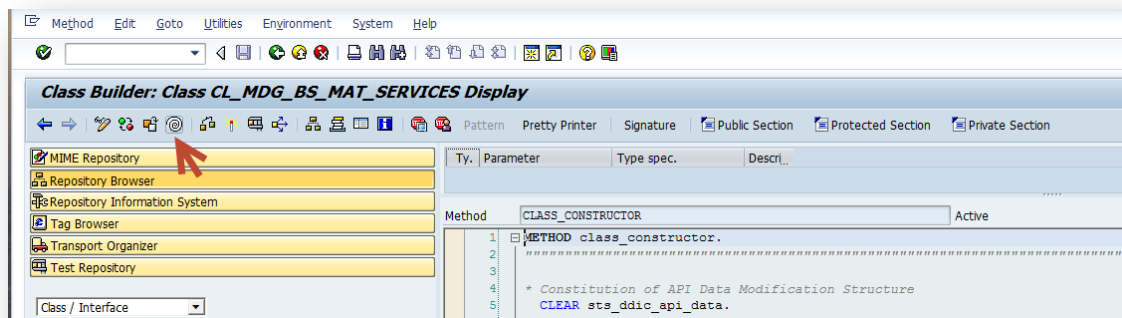 Method Edit Goto Utilities Environment System Help
Class Builder: Class CL_MDG_BS_MAT_SERVICES Display
Pattern Pretty Printer Signature Public Section Protected Section Private Section
MIME Repository
Repository Browser
Repository Information System
Tag Browser
Transport Organizer
Test Repository
Class / Interface
Ty. Parameter Type spec. Descri...
Method CLASS_CONSTRUCTOR Active
1 METHOD class_constructor.
2 """"""""""""""""""""""""""""""""""""""""""""""""""""""""""""""""""""""""""
3
4 * Constitution of API Data Modification Structure
5 CLEAR sts_ddic_api_data.